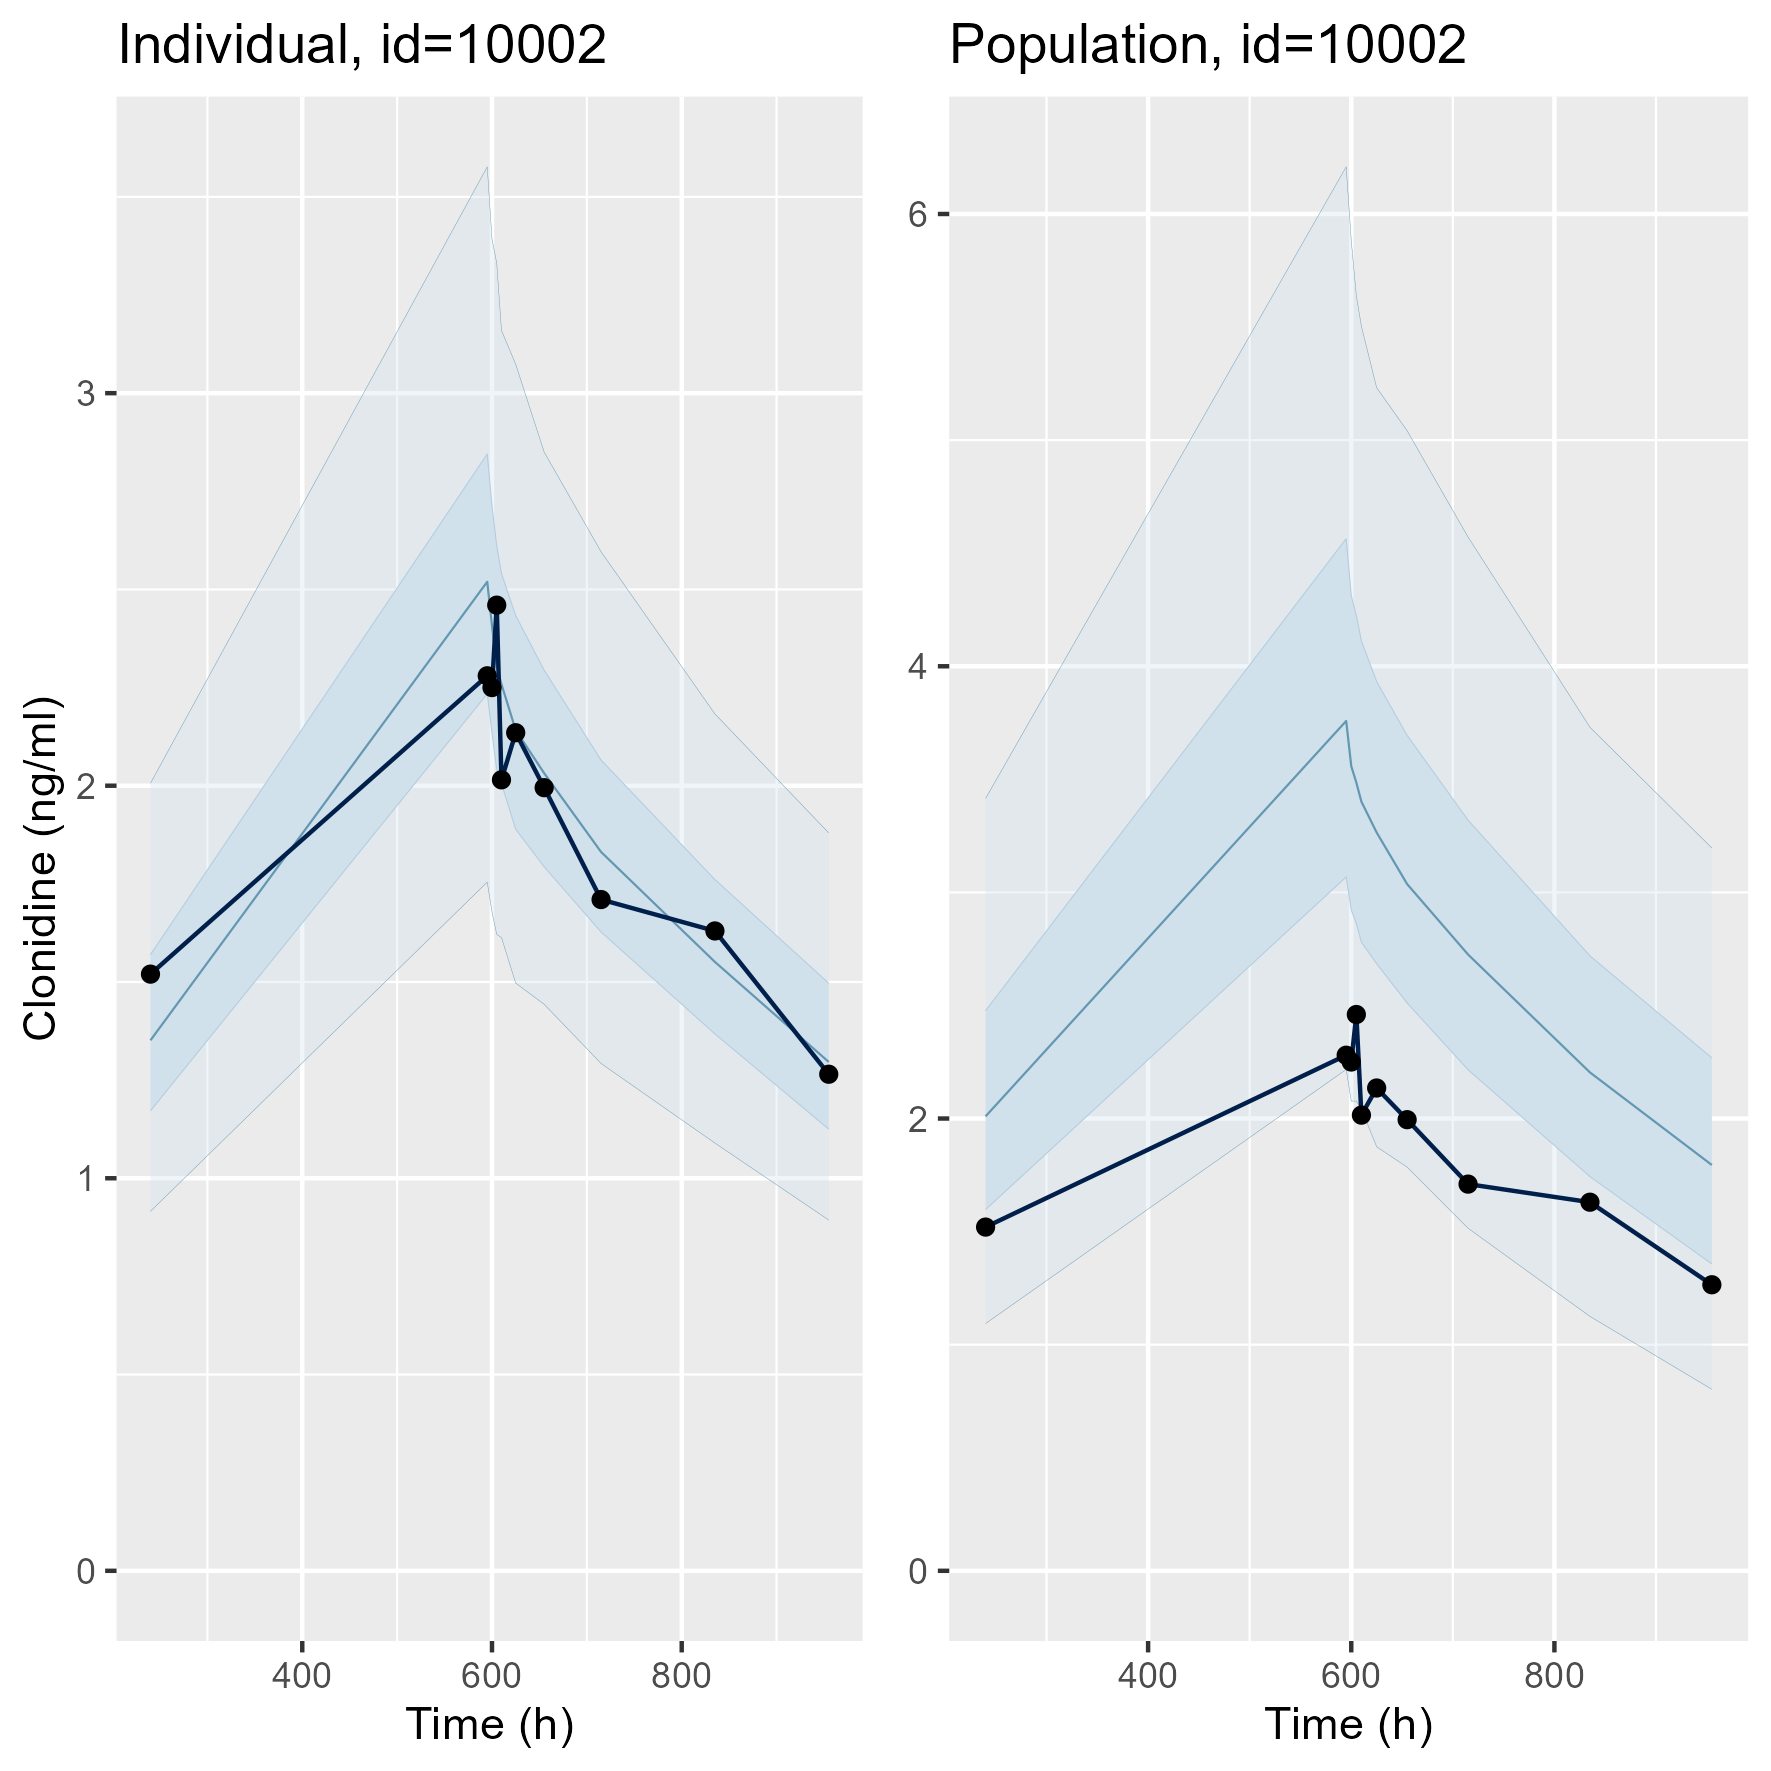 Individual, id=10002
Population, id=10002
Clonidine (ng/ml)
3
2
1
0
6
4
2
0
400 600 800
400 600 800
Time (h)
Time (h)